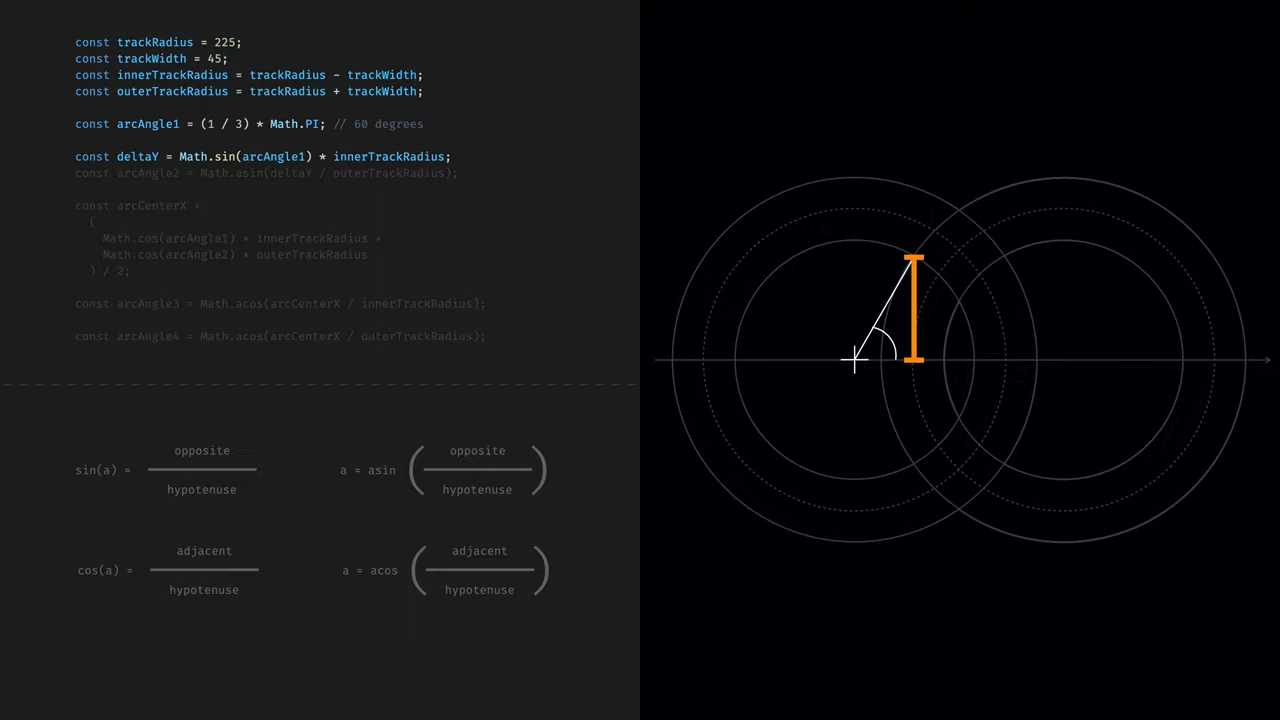 const trackRadius = 225;
const trackWidth = 45;
const innerTrackRadius = trackRadius - trackWidth;
const outerTrackRadius = trackRadius + trackWidth;
const arcAngle1 = (1 / 3) * Math.PI; // 60 degrees
const deltaY = Math.sin(arcAngle1) * innerTrackRadius;
const arcAngle2 = Math.asin(deltaY / outerTrackRadius);
const arcCenterX =
(
Math.cos(arcAngle1) * innerTrackRadius +
Math.cos(arcAngle2) * outerTrackRadius
) / 2;
const arcAngle3 = Math.acos(arcCenterX / innerTrackRadius);
const arcAngle4 = Math.acos(arcCenterX / outerTrackRadius);
sin(a) =
opposite
hypotenuse
a = asin
opposite
hypotenuse
cos(a) =
adjacent
hypotenuse
a = acos
adjacent
hypotenuse